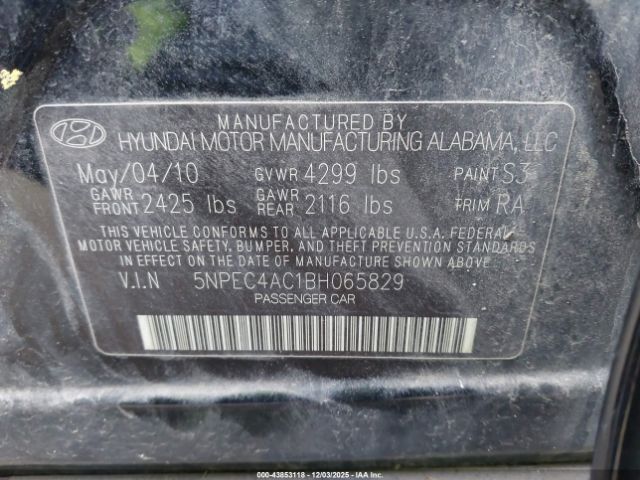 MANUFACTURED BY
HYUNDAI MOTOR MANUFACTURING ALABAMA, LLC
May/04/10 GVWR 4299 lbs PAINT S3
GAWR FRONT 2425 lbs GAWR REAR 2116 lbs TRIM RA
THIS VEHICLE CONFORMS TO ALL APPLICABLE U.S.A. FEDERAL
MOTOR VEHICLE SAFETY, BUMPER, AND THEFT PREVENTION STANDARDS
IN EFFECT ON THE DATE OF MANUFACTURE SHOWN ABOVE.
V.I.N 5NPEC4AC1BH065829
PASSENGER CAR
000-43853118 - 12/03/2025 - IAA Inc.